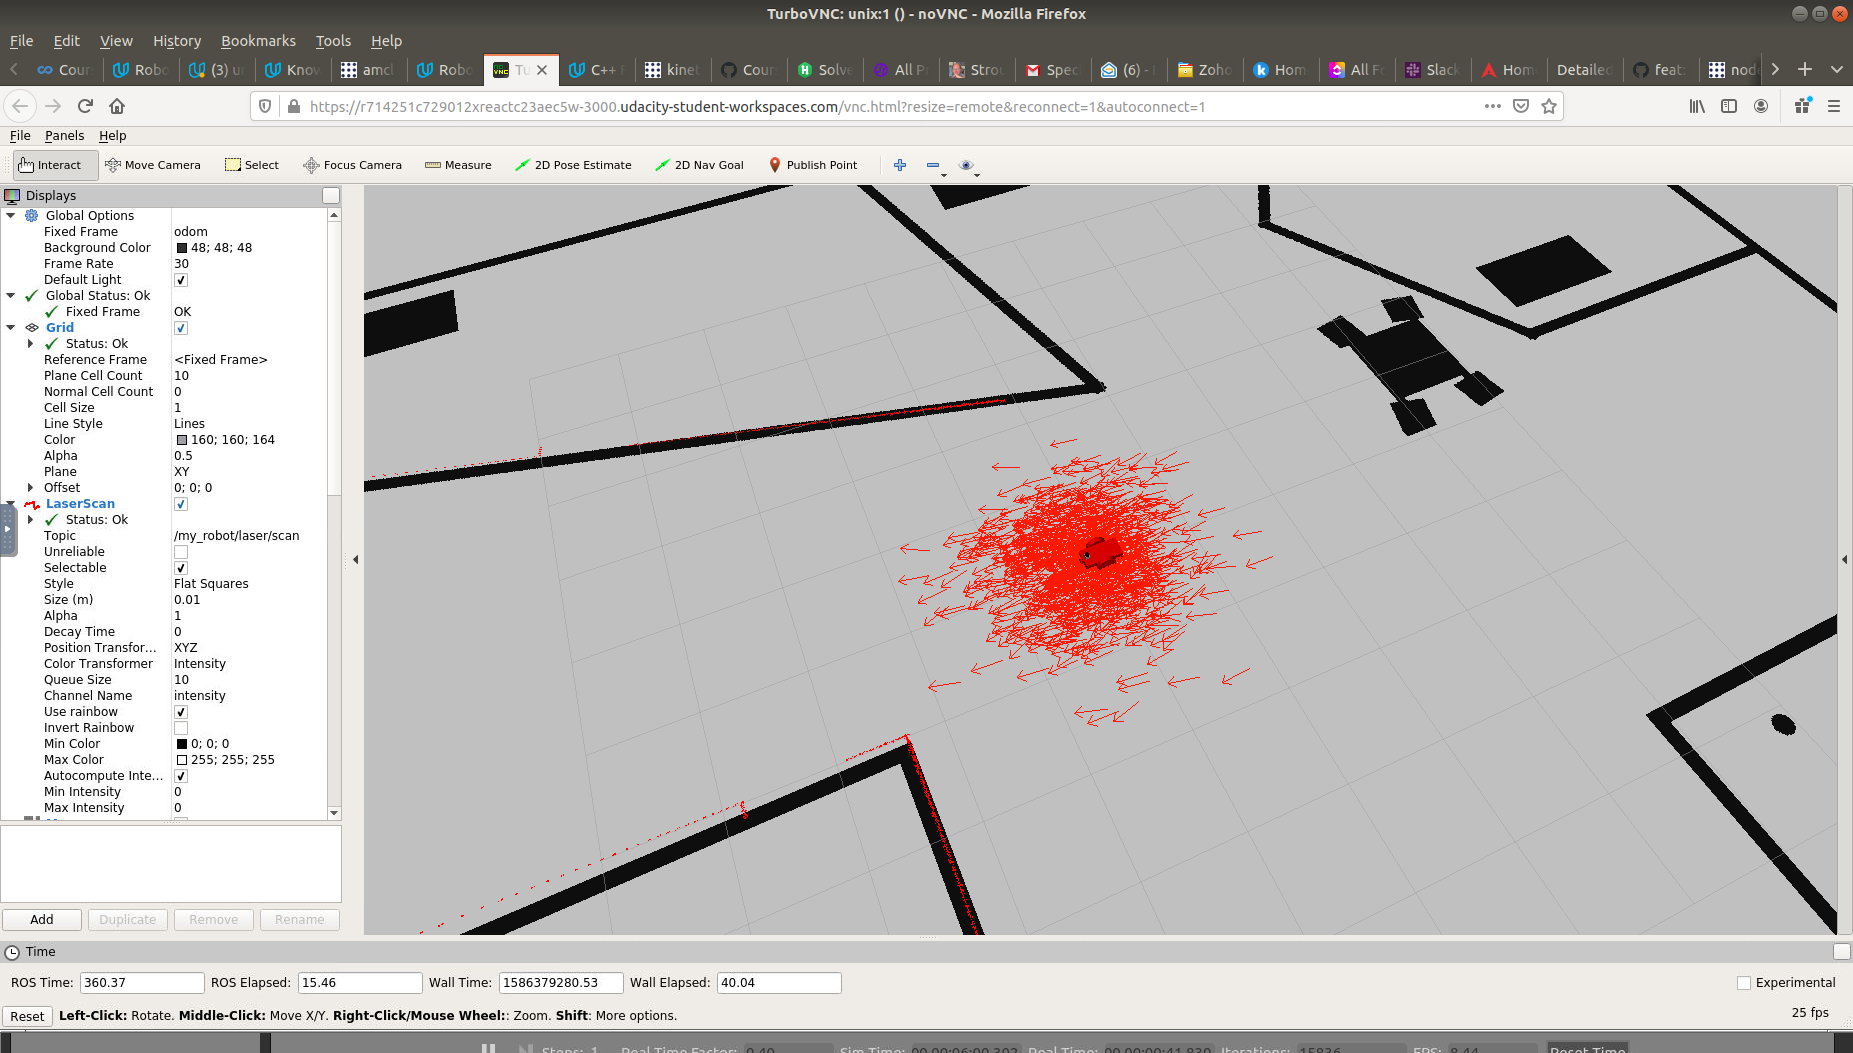 TurboVNC: unix:1 () - noVNC - Mozilla Firefox
File Edit View History Bookmarks Tools Help
Cour Robo (3) u Know amcl Robo Tu C++ kinet Cour Solve All P Strou Spec (6) - Zoho Hom All F Slack Hom Detailed feat: node
https://r714251c729012xreactc23aec5w-3000.udacity-student-workspaces.com/vnc.html?resize=remote&reconnect=1&autoconnect=1
File Panels Help
Interact Move Camera Select Focus Camera Measure 2D Pose Estimate 2D Nav Goal Publish Point
Displays
Global Options
Fixed Frame odom
Background Color 48; 48; 48
Frame Rate 30
Default Light
Global Status: Ok
Fixed Frame OK
Grid
Status: Ok
Reference Frame <Fixed Frame>
Plane Cell Count 10
Normal Cell Count 0
Cell Size 1
Line Style Lines
Color 160; 160; 164
Alpha 0.5
Plane XY
Offset 0; 0; 0
LaserScan
Status: Ok
Topic /my_robot/laser/scan
Unreliable
Selectable
Style Flat Squares
Size (m) 0.01
Alpha 1
Decay Time 0
Position Transfor... XYZ
Color Transformer Intensity
Queue Size 10
Channel Name intensity
Use rainbow
Invert Rainbow
Min Color 0; 0; 0
Max Color 255; 255; 255
Autocompute Inte...
Min Intensity 0
Max Intensity 0
Add Duplicate Remove Rename
Time
ROS Time: 360.37 ROS Elapsed: 15.46 Wall Time: 1586379280.53 Wall Elapsed: 40.04 Experimental
Reset Left-Click: Rotate. Middle-Click: Move X/Y. Right-Click/Mouse Wheel:: Zoom. Shift: More options. 25 fps
Steps: 1 Real Time Factor: 0.40 Sim Time: 00 00:06:00.302 Real Time: 00 00:00:41.830 Iterations: 15836 FPS: 8.44 Reset Time